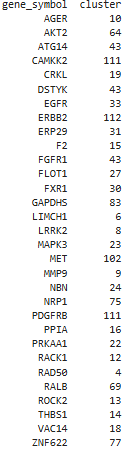 gene_symbol cluster
AGER 10
AKT2 64
ATG14 43
CAMKK2 111
CRKL 19
DSTYK 43
EGFR 33
ERBB2 112
ERP29 31
F2 15
FGFR1 43
FLOT1 27
FXR1 30
GAPDHS 83
LIMCH1 6
LRRK2 8
MAPK3 23
MET 102
MMP9 9
NBN 24
NRP1 75
PDGFRB 111
PPIA 16
PRKAA1 22
RACK1 12
RAD50 4
RALB 69
ROCK2 13
THBS1 14
VAC14 18
ZNF622 77